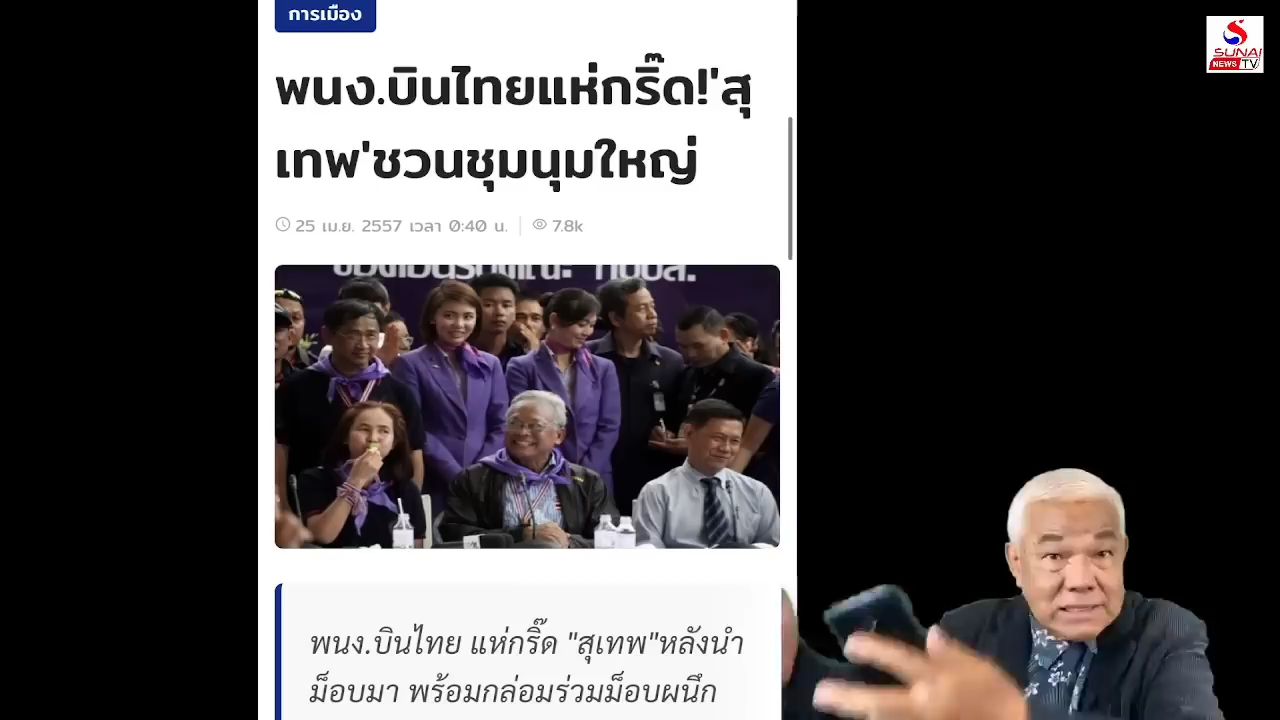 การเมือง
พนง.บินไทยแห่กริ๊ด!'สุ
เทพ'ชวนชุมนุมใหญ่
25 เม.ย. 2557 เวลา 0:40 น.
7.8k
พนง.บินไทย แห่กริ๊ด "สุเทพ"หลังนำ
ม็อบมา พร้อมกล่อมร่วมม็อบผนึก
SUNAI
NEWS TV